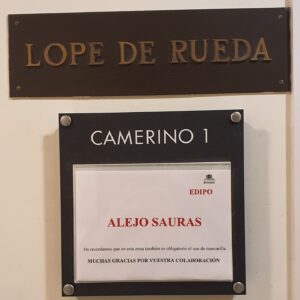 LOPE DE RUEDA
CAMERINO 1
EDIPO
ALEJO SAURAS
Os recordamos que en esta zona también es obligatorio el uso de mascarilla.
MUCHAS GRACIAS POR VUESTRA COLABORACIÓN